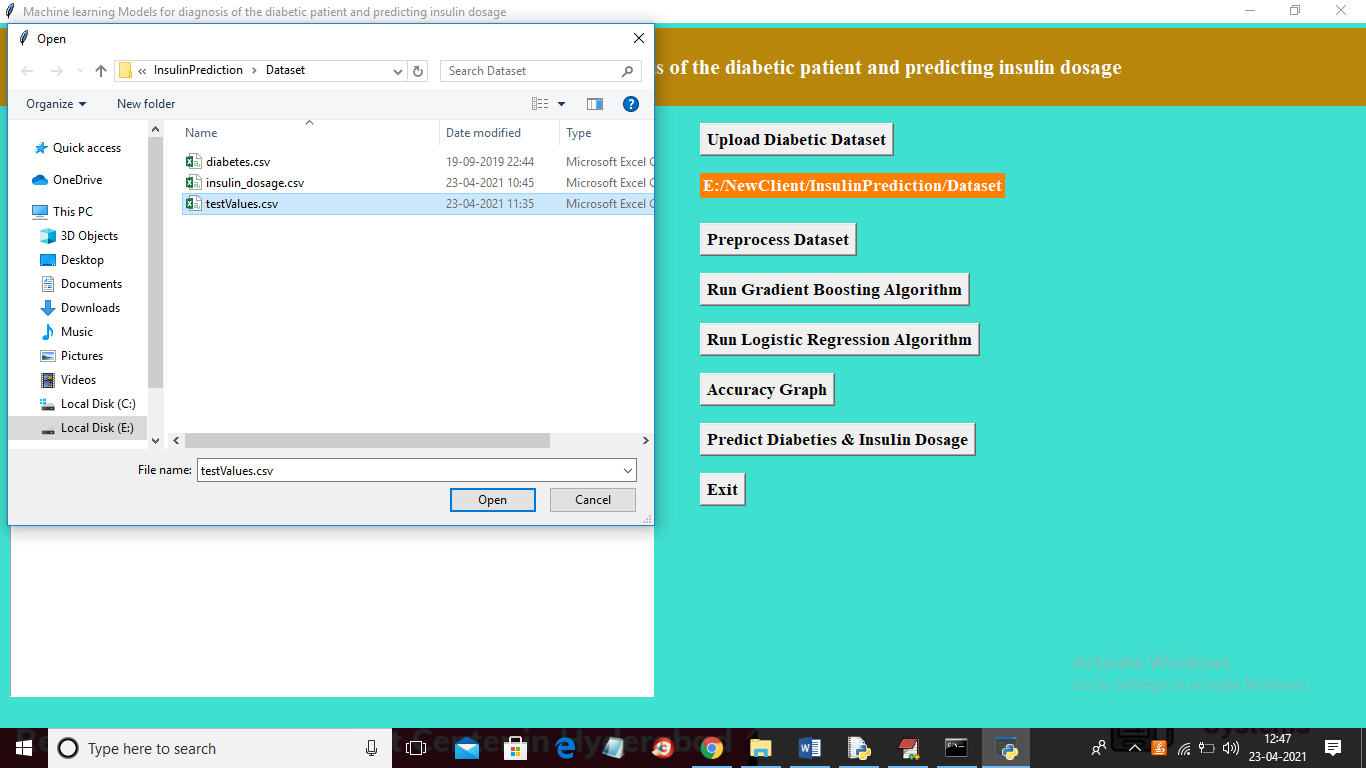 Machine learning Models for diagnosis of the diabetic patient and predicting insulin dosage
Open
s of the diabetic patient and predicting insulin dosage
« InsulinPrediction > Dataset
Search Dataset
Organize
New folder
Name
Date modified
Type
Quick access
OneDrive
This PC
3D Objects
Desktop
Documents
Downloads
Music
Pictures
Videos
Local Disk (C:)
Local Disk (E:)
diabetes.csv 19-09-2019 22:44 Microsoft Excel C
insulin_dosage.csv 23-04-2021 10:45 Microsoft Excel C
testValues.csv 23-04-2021 11:35 Microsoft Excel C
File name: testValues.csv
Open
Cancel
Upload Diabetic Dataset
E:/NewClient/InsulinPrediction/Dataset
Preprocess Dataset
Run Gradient Boosting Algorithm
Run Logistic Regression Algorithm
Accuracy Graph
Predict Diabeties & Insulin Dosage
Exit
Activate Windows
Go to Settings to activate Windows.
Type here to search
12:47
23-04-2021